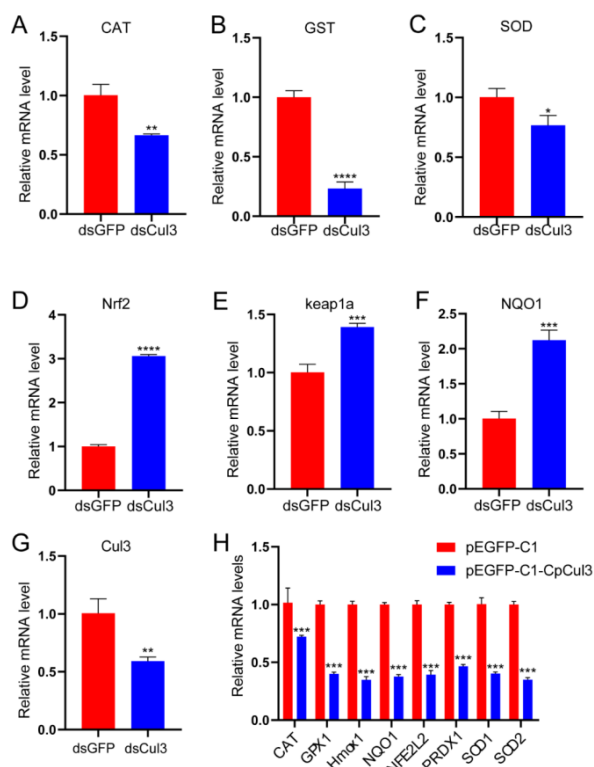 A CAT
Relative mRNA level
1.5
1.0
0.5
0.0
**
dsGFP dsCul3
B GST
Relative mRNA level
1.5
1.0
0.5
0.0
****
dsGFP dsCul3
C SOD
Relative mRNA level
1.5
1.0
0.5
0.0
*
dsGFP dsCul3
D Nrf2
Relative mRNA level
4
3
2
1
0
****
dsGFP dsCul3
E keap1a
Relative mRNA level
1.5
1.0
0.5
0.0
***
dsGFP dsCul3
F NQO1
Relative mRNA level
2.5
2.0
1.5
1.0
0.5
0.0
***
dsGFP dsCul3
G Cul3
Relative mRNA level
1.5
1.0
0.5
0.0
**
dsGFP dsCul3
H
pEGFP-C1
pEGFP-C1-CpCul3
Relative mRNA levels
1.5
1.0
0.5
0.0
*** *** *** *** *** *** *** ***
CAT GPX1 Hmox1 NQO1 NFE2L2 PRDX1 SOD1 SOD2